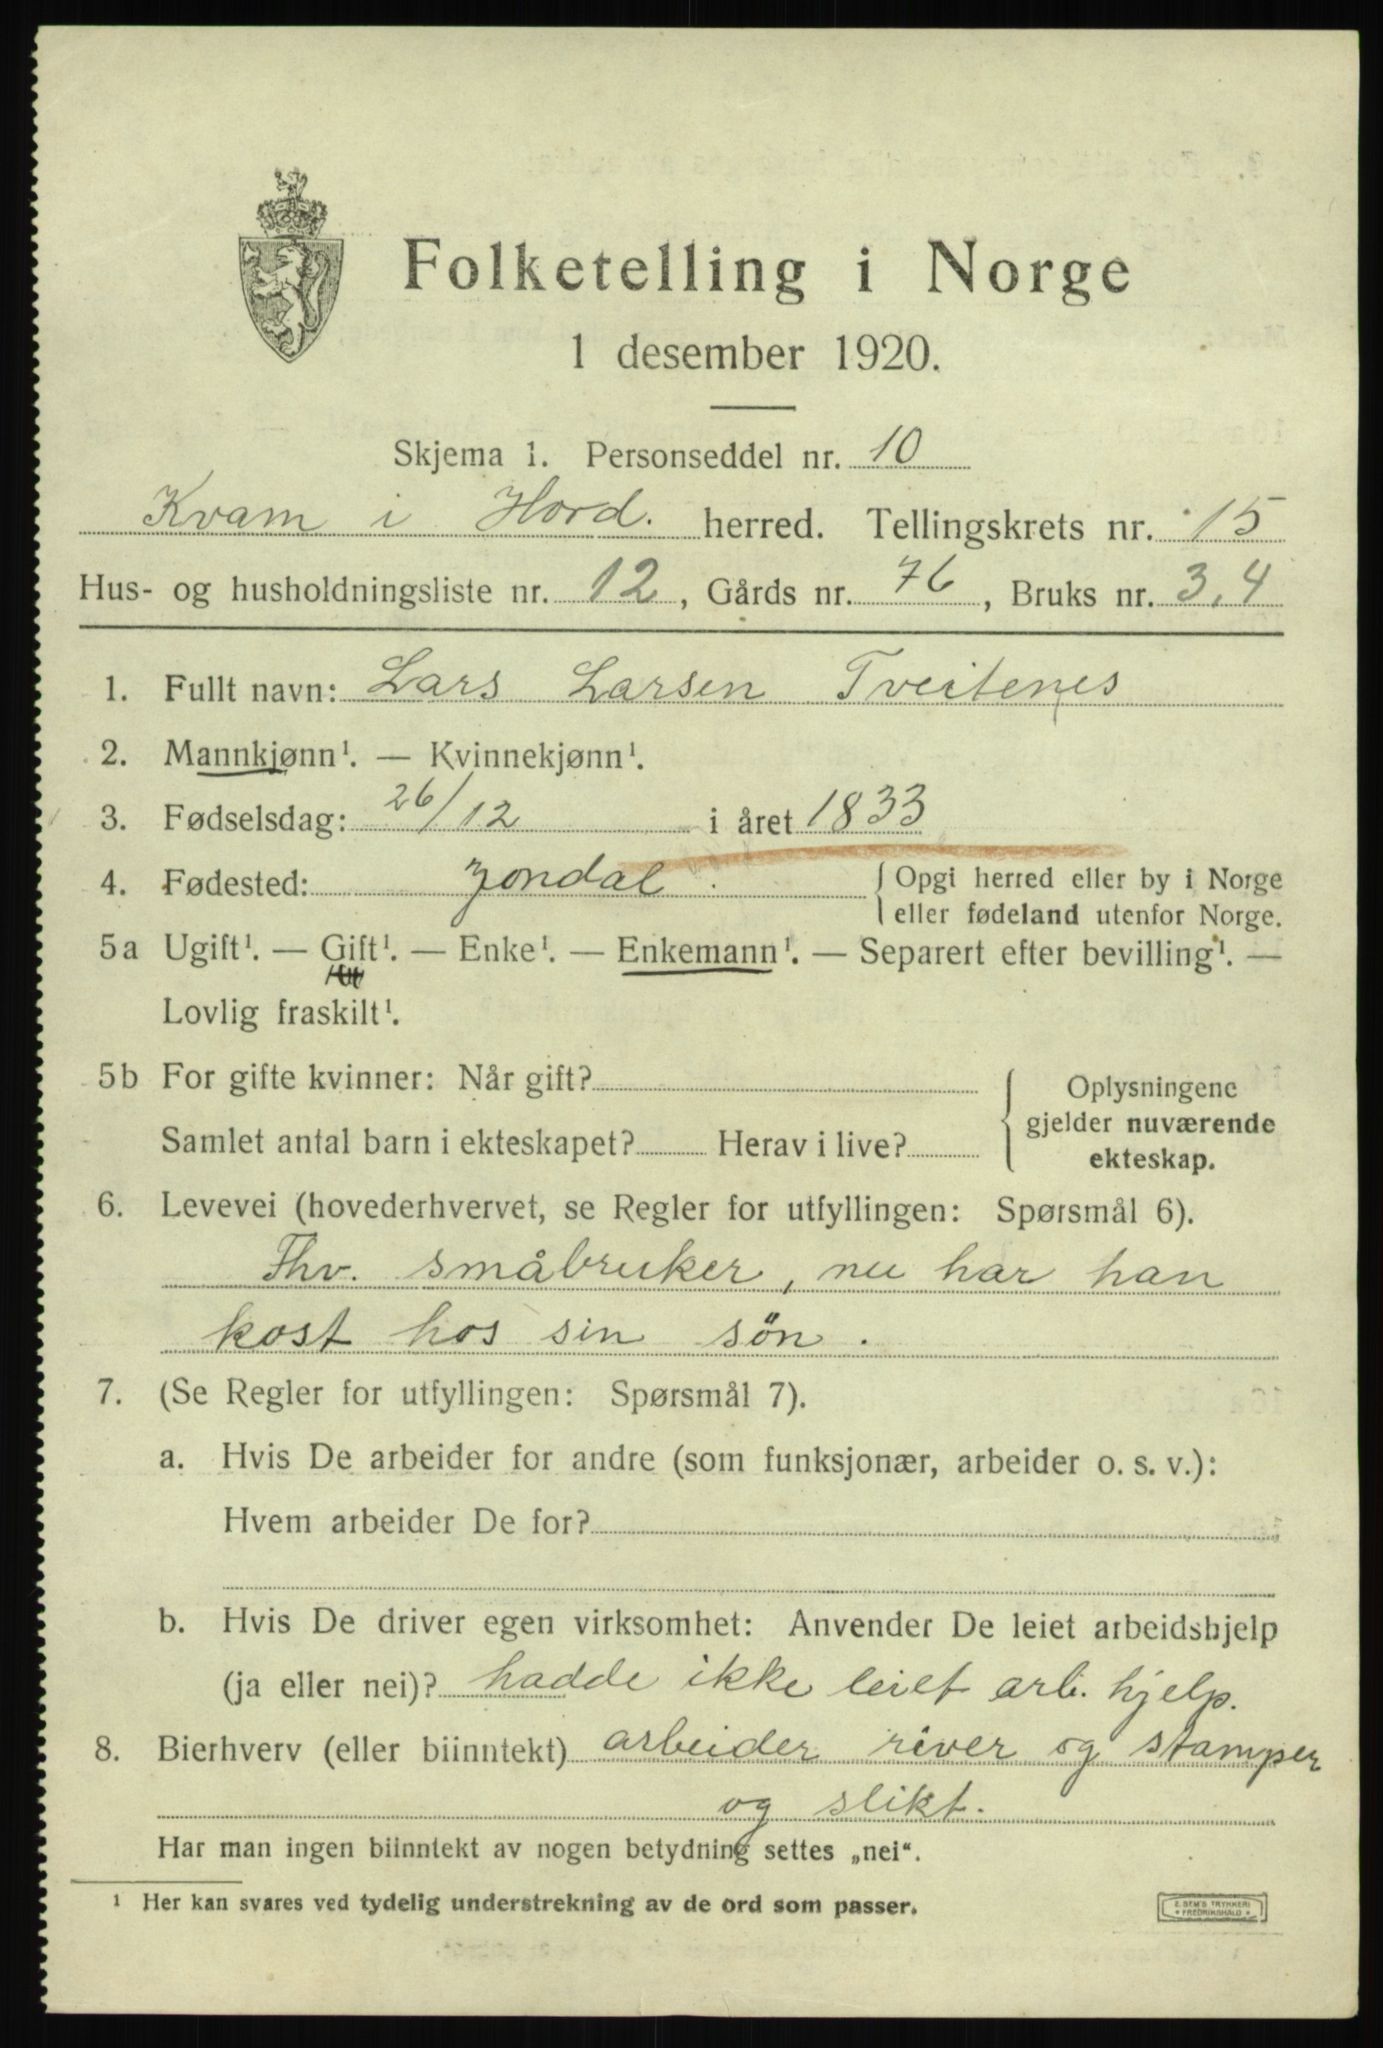 Folketelling i Norge
1 desember 1920.
Skjema 1. Personseddel nr. 10
Kvam i Hord. herred. Tellingskrets nr. 15
Hus- og husholdningsliste nr. 12, Gårds nr. 76, Bruks nr. 3,4
1. Fullt navn: Lars Larsen Tveitenes
2. Mannkjønn¹. — Kvinnekjønn¹.
3. Fødselsdag: 26/12 i året 1833
4. Fødested: Jondal. { Opgi herred eller by i Norge
eller fødeland utenfor Norge.
5a Ugift¹. — Gift¹. — Enke¹. — Enkemann¹. — Separert efter bevilling¹. —
Lovlig fraskilt¹.
5b For gifte kvinner: Når gift? { Oplysningene
gjelder nuværende
Samlet antal barn i ekteskapet? Herav i live?
ekteskap.
6. Levevei (hovederhvervet, se Regler for utfyllingen: Spørsmål 6).
Fhv. småbruker, nu har han
kost hos sin søn.
7. (Se Regler for utfyllingen: Spørsmål 7).
a. Hvis De arbeider for andre (som funksjonær, arbeider o. s. v.):
Hvem arbeider De for?
b. Hvis De driver egen virksomhet: Anvender De leiet arbeidshjelp
(ja eller nei)? hadde ikke leiet arb. hjelp.
8. Bierhverv (eller biinntekt) arbeider river og stamper
og slikt.
Har man ingen biinntekt av nogen betydning settes „nei“.
¹ Her kan svares ved tydelig understrekning av de ord som passer.
E. SEM'S TRYKKERI
FREDRIKSHALD